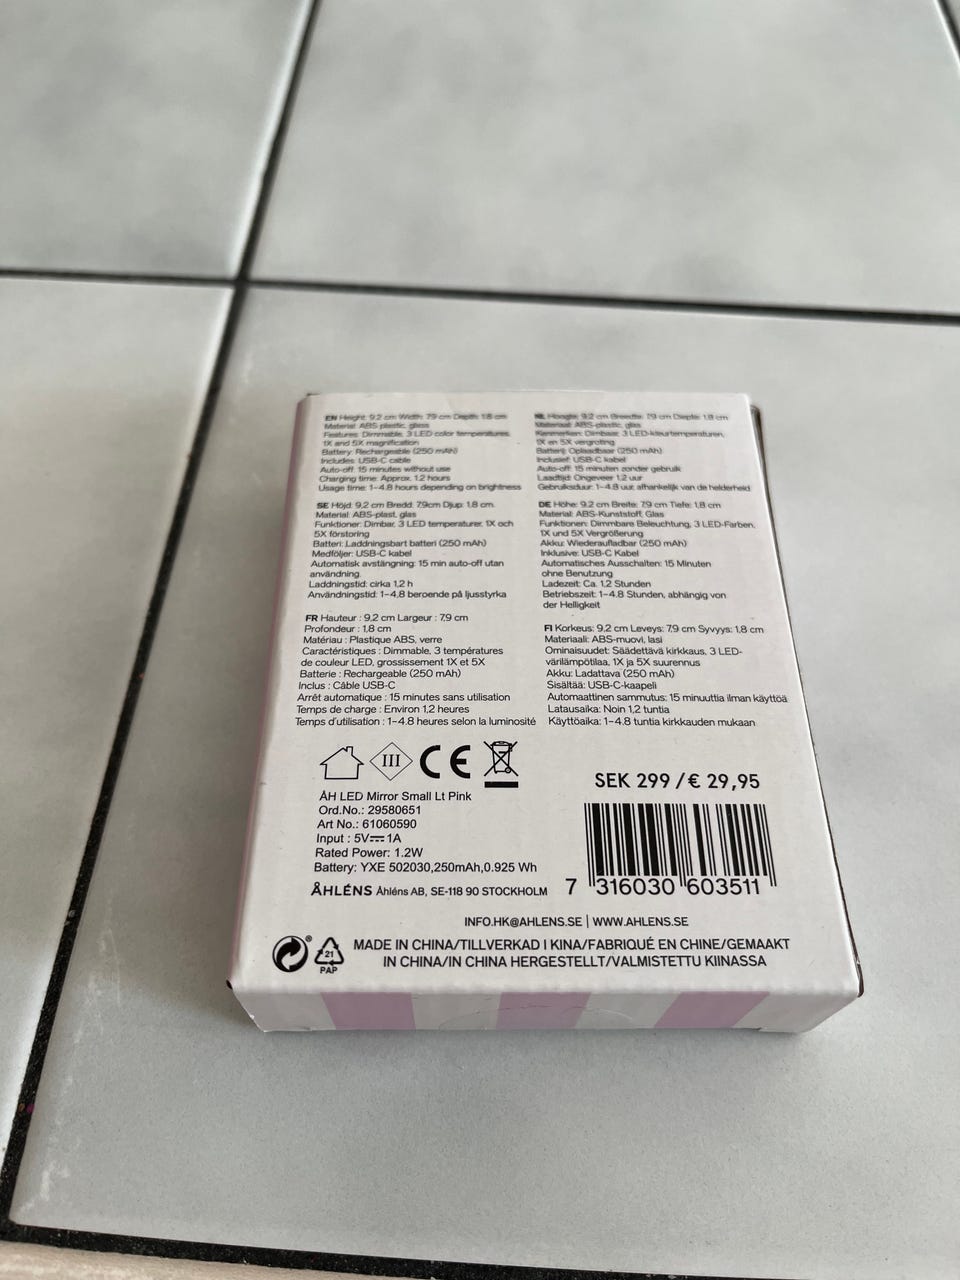 EN Height: 9.2 cm Width: 7.9 cm Depth: 1.8 cm
Material: ABS plastic, glass
Features: Dimmable, 3 LED color temperatures,
1X and 5X magnification
Battery: Rechargeable (250 mAh)
Includes: USB-C cable
Auto-off: 15 minutes without use
Charging time: Approx. 1.2 hours
Usage time: 1-4.8 hours depending on brightness
SE Höjd: 9,2 cm Bredd: 7,9cm Djup: 1,8 cm.
Material: ABS-plast, glas
Funktioner: Dimbar, 3 LED temperaturer, 1X och
5X förstoring
Batteri: Laddningsbart batteri (250 mAh)
Medföljer: USB-C kabel
Automatisk avstängning: 15 min auto-off utan
användning.
Laddningstid: cirka 1,2 h
Användningstid: 1-4,8 beroende på ljusstyrka
FR Hauteur : 9,2 cm Largeur : 7,9 cm
Profondeur : 1,8 cm
Matériau : Plastique ABS, verre
Caractéristiques : Dimmable, 3 températures
de couleur LED, grossissement 1X et 5X
Batterie : Rechargeable (250 mAh)
Inclus : Câble USB-C
Arrêt automatique : 15 minutes sans utilisation
Temps de charge : Environ 1,2 heures
Temps d'utilisation : 1-4.8 heures selon la luminosité
NL Hoogte: 9,2 cm Breedte: 7,9 cm Diepte: 1,8 cm
Materiaal: ABS-plastic, glas
Kenmerken: Dimbaar, 3 LED-kleurtemperaturen,
1X en 5X vergroting
Batterij: Oplaadbaar (250 mAh)
Inclusief: USB-C kabel
Auto-off: 15 minuten zonder gebruik
Laadtijd: Ongeveer 1,2 uur
Gebruiksduur: 1-4.8 uur, afhankelijk van de helderheid
DE Höhe: 9,2 cm Breite: 7,9 cm Tiefe: 1,8 cm
Material: ABS-Kunststoff, Glas
Funktionen: Dimmbare Beleuchtung, 3 LED-Farben,
1X und 5X Vergrößerung
Akku: Wiederaufladbar (250 mAh)
Inklusive: USB-C Kabel
Automatisches Ausschalten: 15 Minuten
ohne Benutzung
Ladezeit: Ca. 1,2 Stunden
Betriebszeit: 1-4.8 Stunden, abhängig von
der Helligkeit
FI Korkeus: 9,2 cm Leveys: 7,9 cm Syvyys: 1,8 cm
Materiaali: ABS-muovi, lasi
Ominaisuudet: Säädettävä kirkkaus, 3 LED-
värilämpötilaa, 1X ja 5X suurennus
Akku: Ladattava (250 mAh)
Sisältää: USB-C-kaapeli
Automaattinen sammutus: 15 minuuttia ilman käyttöä
Latausaika: Noin 1,2 tuntia
Käyttöaika: 1-4.8 tuntia kirkkauden mukaan
III CE
ÅH LED Mirror Small Lt Pink
Ord.No.: 29580651
Art No.: 61060590
Input : 5V⎓1A
Rated Power: 1.2W
Battery: YXE 502030,250mAh,0.925 Wh
ÅHLÉNS Åhléns AB, SE-118 90 STOCKHOLM
SEK 299 / € 29,95
7 316030 603511
INFO.HK@AHLENS.SE | WWW.AHLENS.SE
21
PAP
MADE IN CHINA/TILLVERKAD I KINA/FABRIQUÉ EN CHINE/GEMAAKT
IN CHINA/IN CHINA HERGESTELLT/VALMISTETTU KIINASSA